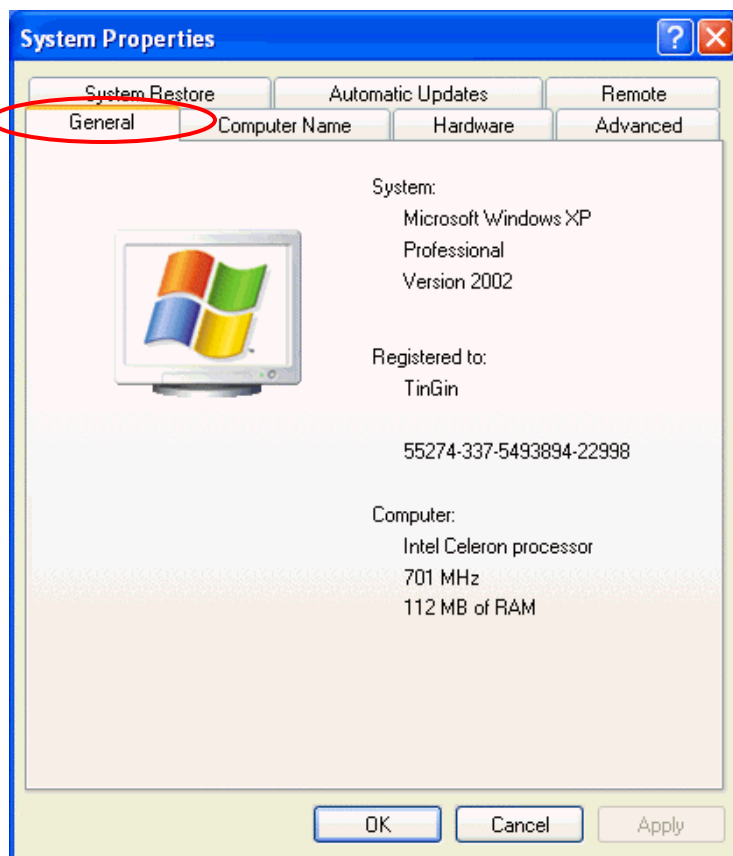 System Properties
System Restore Automatic Updates Remote
General Computer Name Hardware Advanced
System:
Microsoft Windows XP
Professional
Version 2002
Registered to:
TinGin
55274-337-5493894-22998
Computer:
Intel Celeron processor
701 MHz
112 MB of RAM
OK Cancel Apply